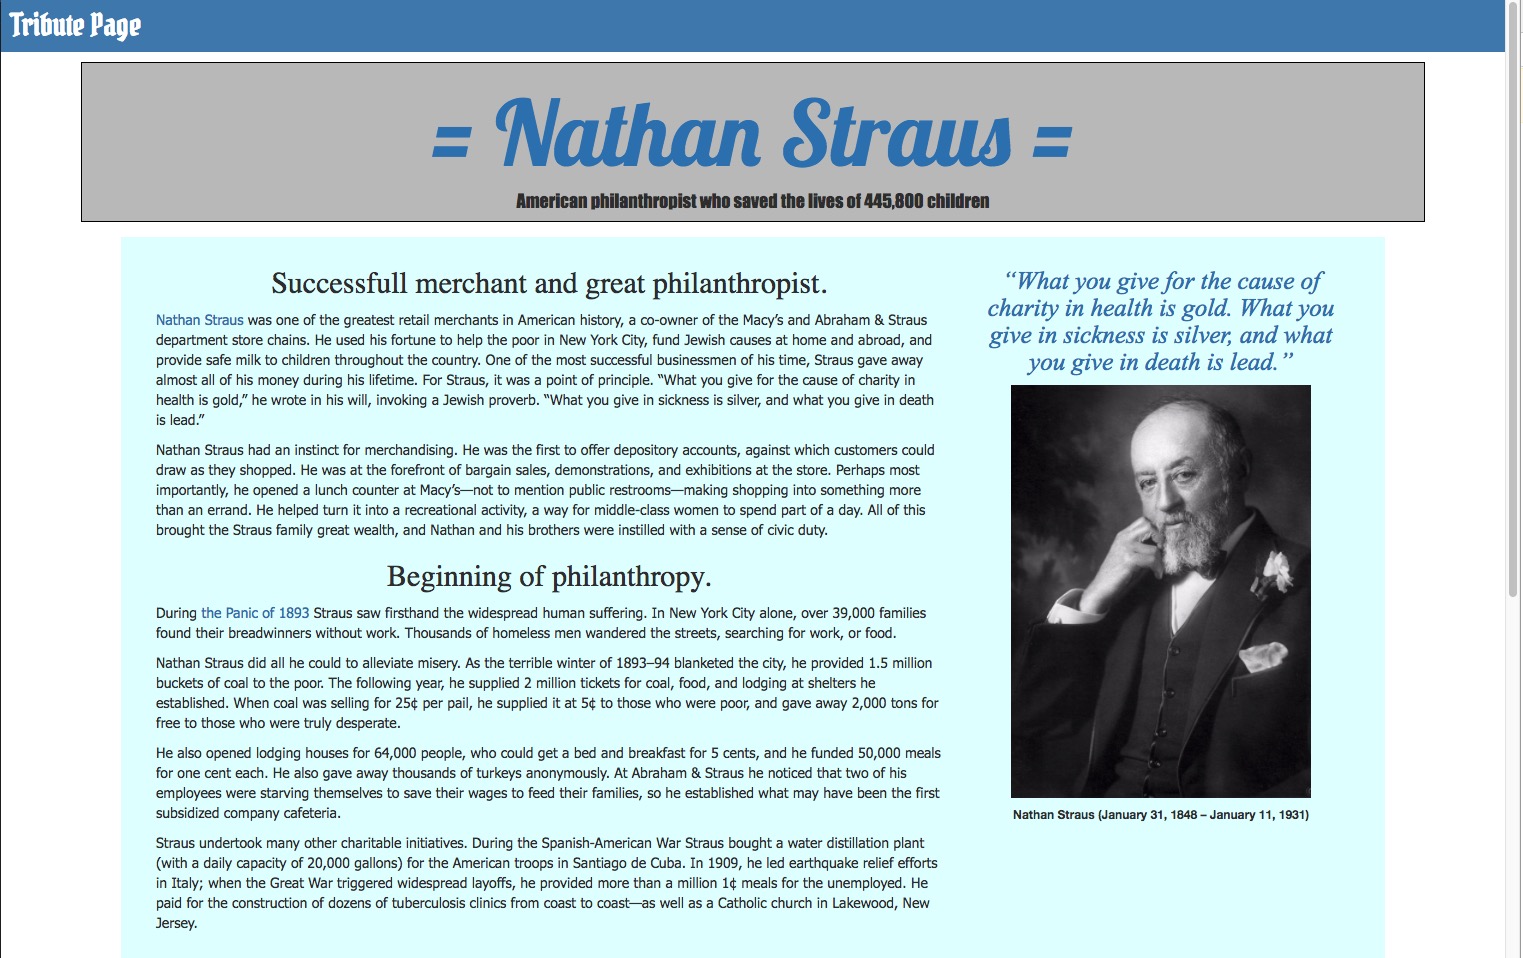 Tribute Page
= Nathan Straus =
American philanthropist who saved the lives of 445,800 children
Successfull merchant and great philanthropist.
Nathan Straus was one of the greatest retail merchants in American history, a co-owner of the Macy’s and Abraham & Straus
department store chains. He used his fortune to help the poor in New York City, fund Jewish causes at home and abroad, and
provide safe milk to children throughout the country. One of the most successful businessmen of his time, Straus gave away
almost all of his money during his lifetime. For Straus, it was a point of principle. “What you give for the cause of charity in
health is gold,” he wrote in his will, invoking a Jewish proverb. “What you give in sickness is silver, and what you give in death
is lead.”
Nathan Straus had an instinct for merchandising. He was the first to offer depository accounts, against which customers could
draw as they shopped. He was at the forefront of bargain sales, demonstrations, and exhibitions at the store. Perhaps most
importantly, he opened a lunch counter at Macy’s—not to mention public restrooms—making shopping into something more
than an errand. He helped turn it into a recreational activity, a way for middle-class women to spend part of a day. All of this
brought the Straus family great wealth, and Nathan and his brothers were instilled with a sense of civic duty.
Beginning of philanthropy.
During the Panic of 1893 Straus saw firsthand the widespread human suffering. In New York City alone, over 39,000 families
found their breadwinners without work. Thousands of homeless men wandered the streets, searching for work, or food.
Nathan Straus did all he could to alleviate misery. As the terrible winter of 1893–94 blanketed the city, he provided 1.5 million
buckets of coal to the poor. The following year, he supplied 2 million tickets for coal, food, and lodging at shelters he
established. When coal was selling for 25¢ per pail, he supplied it at 5¢ to those who were poor, and gave away 2,000 tons for
free to those who were truly desperate.
He also opened lodging houses for 64,000 people, who could get a bed and breakfast for 5 cents, and he funded 50,000 meals
for one cent each. He also gave away thousands of turkeys anonymously. At Abraham & Straus he noticed that two of his
employees were starving themselves to save their wages to feed their families, so he established what may have been the first
subsidized company cafeteria.
Straus undertook many other charitable initiatives. During the Spanish-American War Straus bought a water distillation plant
(with a daily capacity of 20,000 gallons) for the American troops in Santiago de Cuba. In 1909, he led earthquake relief efforts
in Italy; when the Great War triggered widespread layoffs, he provided more than a million 1¢ meals for the unemployed. He
paid for the construction of dozens of tuberculosis clinics from coast to coast—as well as a Catholic church in Lakewood, New
Jersey.
“What you give for the cause of
charity in health is gold. What you
give in sickness is silver, and what
you give in death is lead.”
Nathan Straus (January 31, 1848 – January 11, 1931)